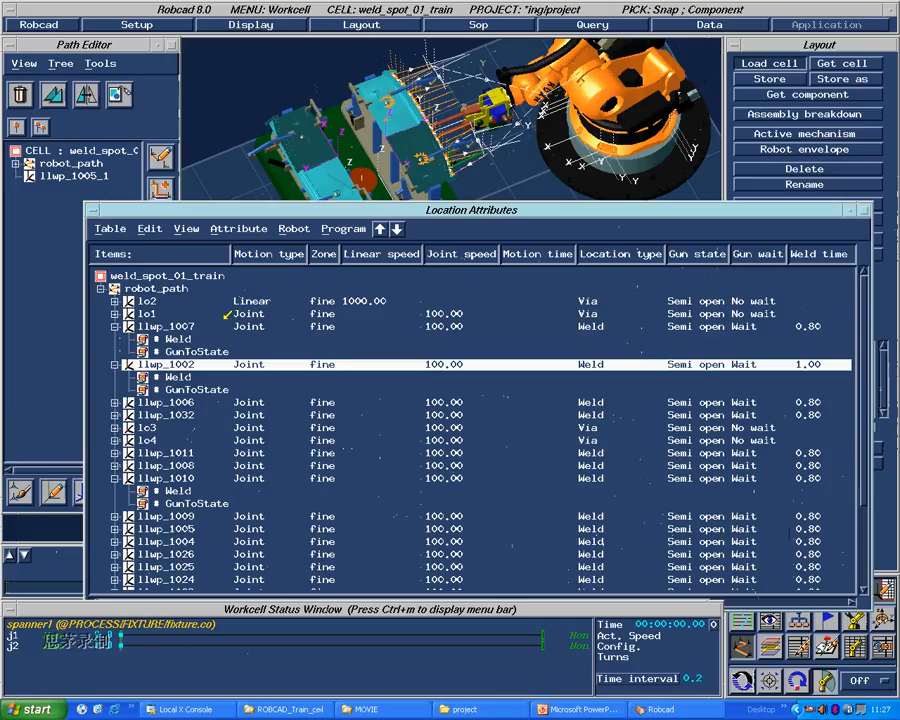 Robcad 8.0 MENU: Workcell CELL: weld_spot_01_train PROJECT: "ing/project PICK: Snap ; Component
Robcad Setup Display Layout Sop Query Data Application
Path Editor
View Tree Tools
CELL : weld_spot_0
robot_path
llwp_1005_1
Layout
Load cell Get cell
Store Store as
Get component
Assembly breakdown
Active mechanism
Robot envelope
Delete
Rename
Location Attributes
Table Edit View Attribute Robot Program
Items: Motion type Zone Linear speed Joint speed Motion time Location type Gun state Gun wait Weld time
weld_spot_01_train
robot_path
lo2 Linear fine 1000.00 Via Semi open No wait
lo1 Joint fine 100.00 Via Semi open No wait
llwp_1007 Joint fine 100.00 Weld Semi open Wait 0.80
* Weld
* GunToState
llwp_1002 Joint fine 100.00 Weld Semi open Wait 1.00
* Weld
* GunToState
llwp_1006 Joint fine 100.00 Weld Semi open Wait 0.80
llwp_1032 Joint fine 100.00 Weld Semi open Wait 0.80
lo3 Joint fine 100.00 Via Semi open No wait
lo4 Joint fine 100.00 Via Semi open No wait
llwp_1011 Joint fine 100.00 Weld Semi open Wait 0.80
llwp_1008 Joint fine 100.00 Weld Semi open Wait 0.80
llwp_1010 Joint fine 100.00 Weld Semi open Wait 0.80
* Weld
* GunToState
llwp_1009 Joint fine 100.00 Weld Semi open Wait 0.80
llwp_1005 Joint fine 100.00 Weld Semi open Wait 0.80
llwp_1004 Joint fine 100.00 Weld Semi open Wait 0.80
llwp_1026 Joint fine 100.00 Weld Semi open Wait 0.80
llwp_1025 Joint fine 100.00 Weld Semi open Wait 0.80
llwp_1024 Joint fine 100.00 Weld Semi open Wait 0.80
Workcell Status Window (Press Ctrl+m to display menu bar)
spanner1 (@PROCESS/FIXTURE/fixture.co)
j1 Non
j2 Non
Time 00:00:00.00 0
Act. Speed
Config.
Turns
Time interval 0.2
Off
start Local X Console ROBCAD_Train_cel MOVIE project Microsoft PowerP... Robcad Desktop 11:27